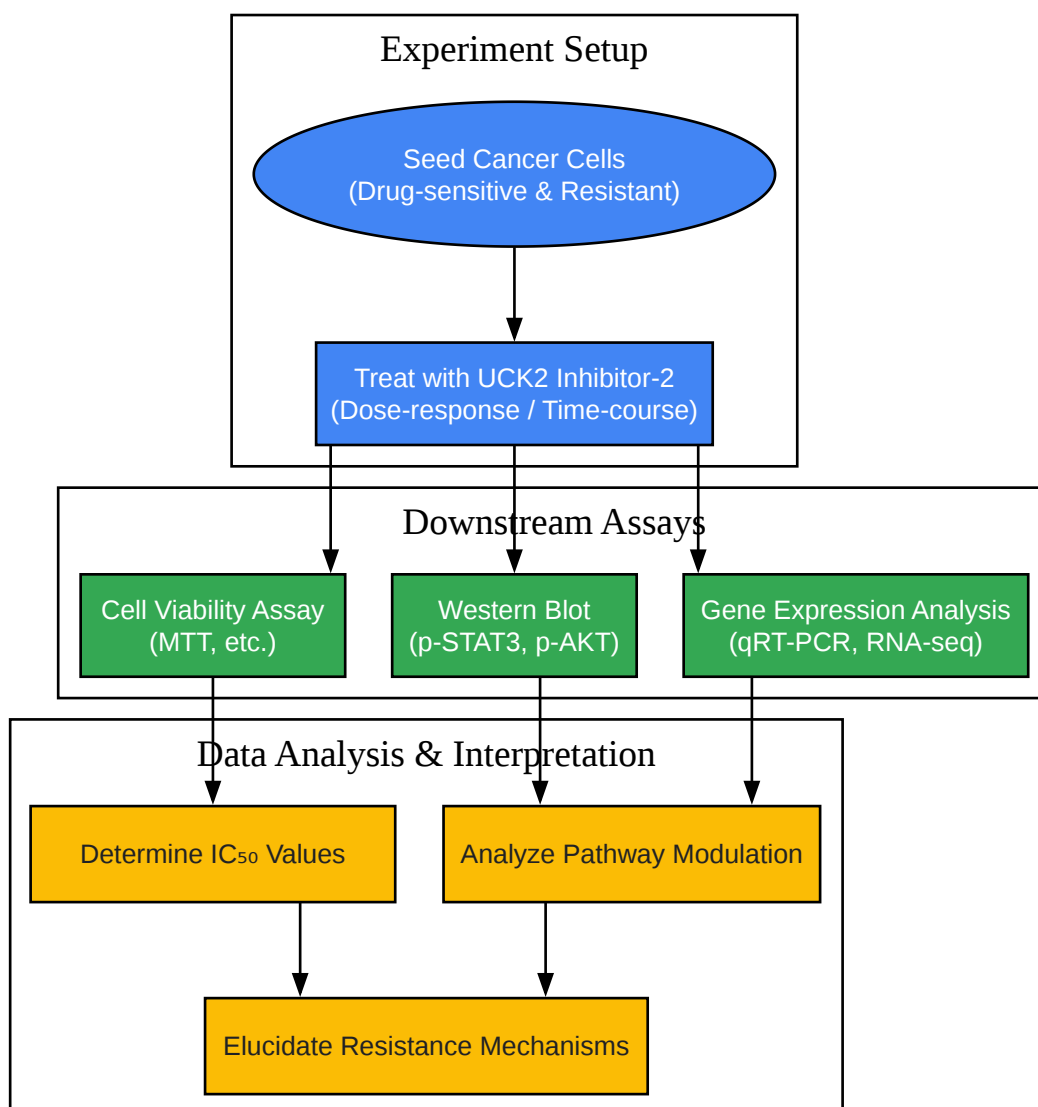 Experiment Setup
Seed Cancer Cells
(Drug-sensitive & Resistant)
Treat with UCK2 Inhibitor-2
(Dose-response / Time-course)
Downstream Assays
Cell Viability Assay
(MTT, etc.)
Western Blot
(p-STAT3, p-AKT)
Gene Expression Analysis
(qRT-PCR, RNA-seq)
Data Analysis & Interpretation
Determine IC₅₀ Values
Analyze Pathway Modulation
Elucidate Resistance Mechanisms